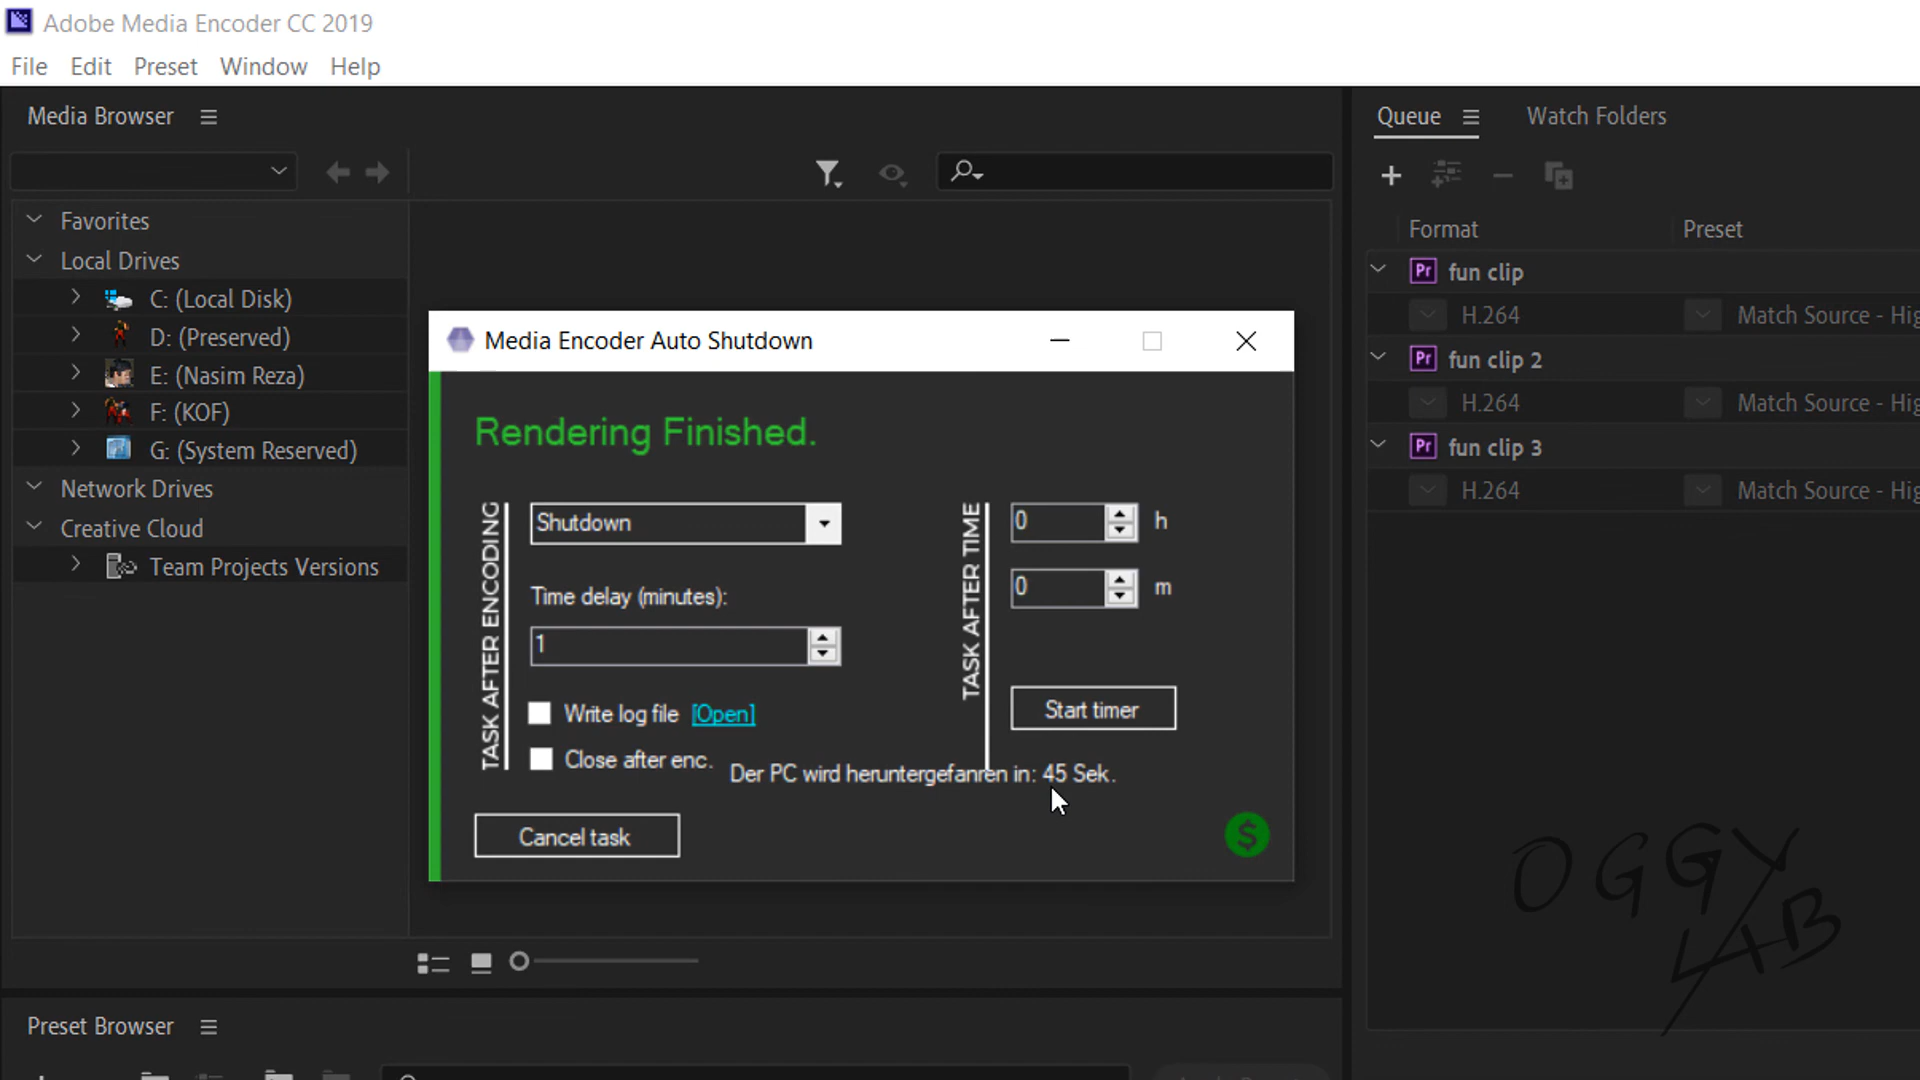 Adobe Media Encoder CC 2019
File Edit Preset Window Help
Media Browser
Queue
Watch Folders
Favorites
Local Drives
C: (Local Disk)
D: (Preserved)
E: (Nasim Reza)
F: (KOF)
G: (System Reserved)
Network Drives
Creative Cloud
Team Projects Versions
Format Preset
Pr fun clip
H.264 Match Source - Hig
Pr fun clip 2
H.264 Match Source - Hig
Pr fun clip 3
H.264 Match Source - Hig
Media Encoder Auto Shutdown
Rendering Finished.
TASK AFTER ENCODING
Shutdown
Time delay (minutes):
1
Write log file [Open]
Close after enc.
TASK AFTER TIME
0 h
0 m
Start timer
Der PC wird heruntergefahren in: 45 Sek.
Cancel task
$
OGGY
LAB
Preset Browser